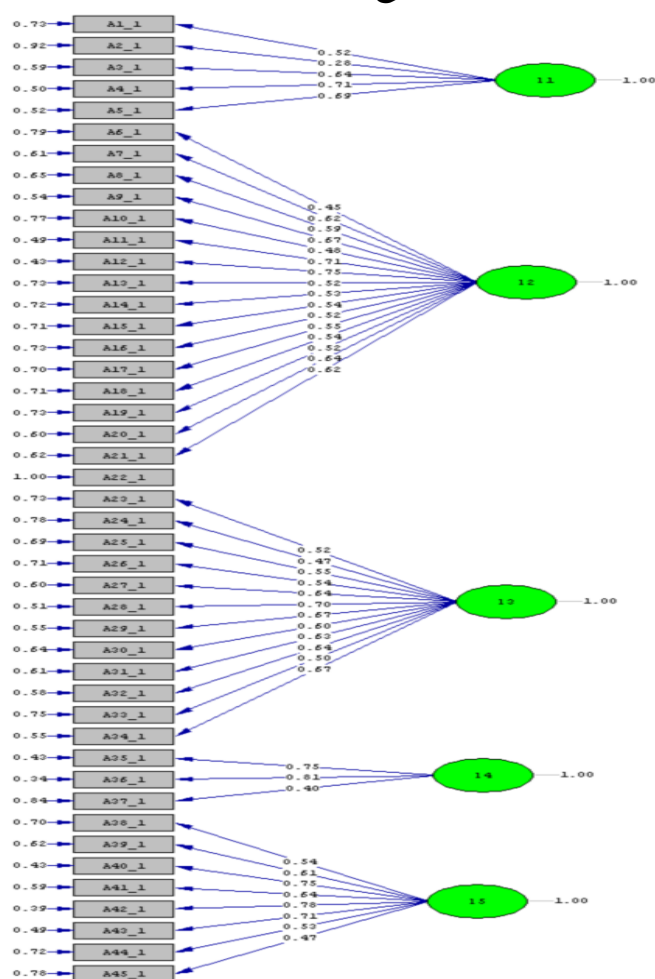 0.73 A1_1
0.92 A2_1
0.59 A3_1
0.50 A4_1
0.52 A5_1
0.79 A6_1
0.61 A7_1
0.65 A8_1
0.54 A9_1
0.77 A10_1
0.49 A11_1
0.43 A12_1
0.73 A13_1
0.72 A14_1
0.71 A15_1
0.73 A16_1
0.70 A17_1
0.71 A18_1
0.73 A19_1
0.60 A20_1
0.62 A21_1
1.00 A22_1
0.73 A23_1
0.78 A24_1
0.69 A25_1
0.71 A26_1
0.60 A27_1
0.51 A28_1
0.55 A29_1
0.64 A30_1
0.61 A31_1
0.58 A32_1
0.75 A33_1
0.55 A34_1
0.43 A35_1
0.34 A36_1
0.84 A37_1
0.70 A38_1
0.62 A39_1
0.43 A40_1
0.59 A41_1
0.39 A42_1
0.49 A43_1
0.72 A44_1
0.78 A45_1
0.52
0.28
0.64
0.71
0.69
11 1.00
0.45
0.62
0.59
0.67
0.48
0.71
0.75
0.52
0.53
0.54
0.52
0.55
0.54
0.52
0.64
0.62
12 1.00
0.52
0.47
0.55
0.54
0.64
0.70
0.67
0.60
0.63
0.64
0.50
0.67
13 1.00
0.75
0.81
0.40
14 1.00
0.54
0.61
0.75
0.64
0.78
0.71
0.53
0.47
15 1.00